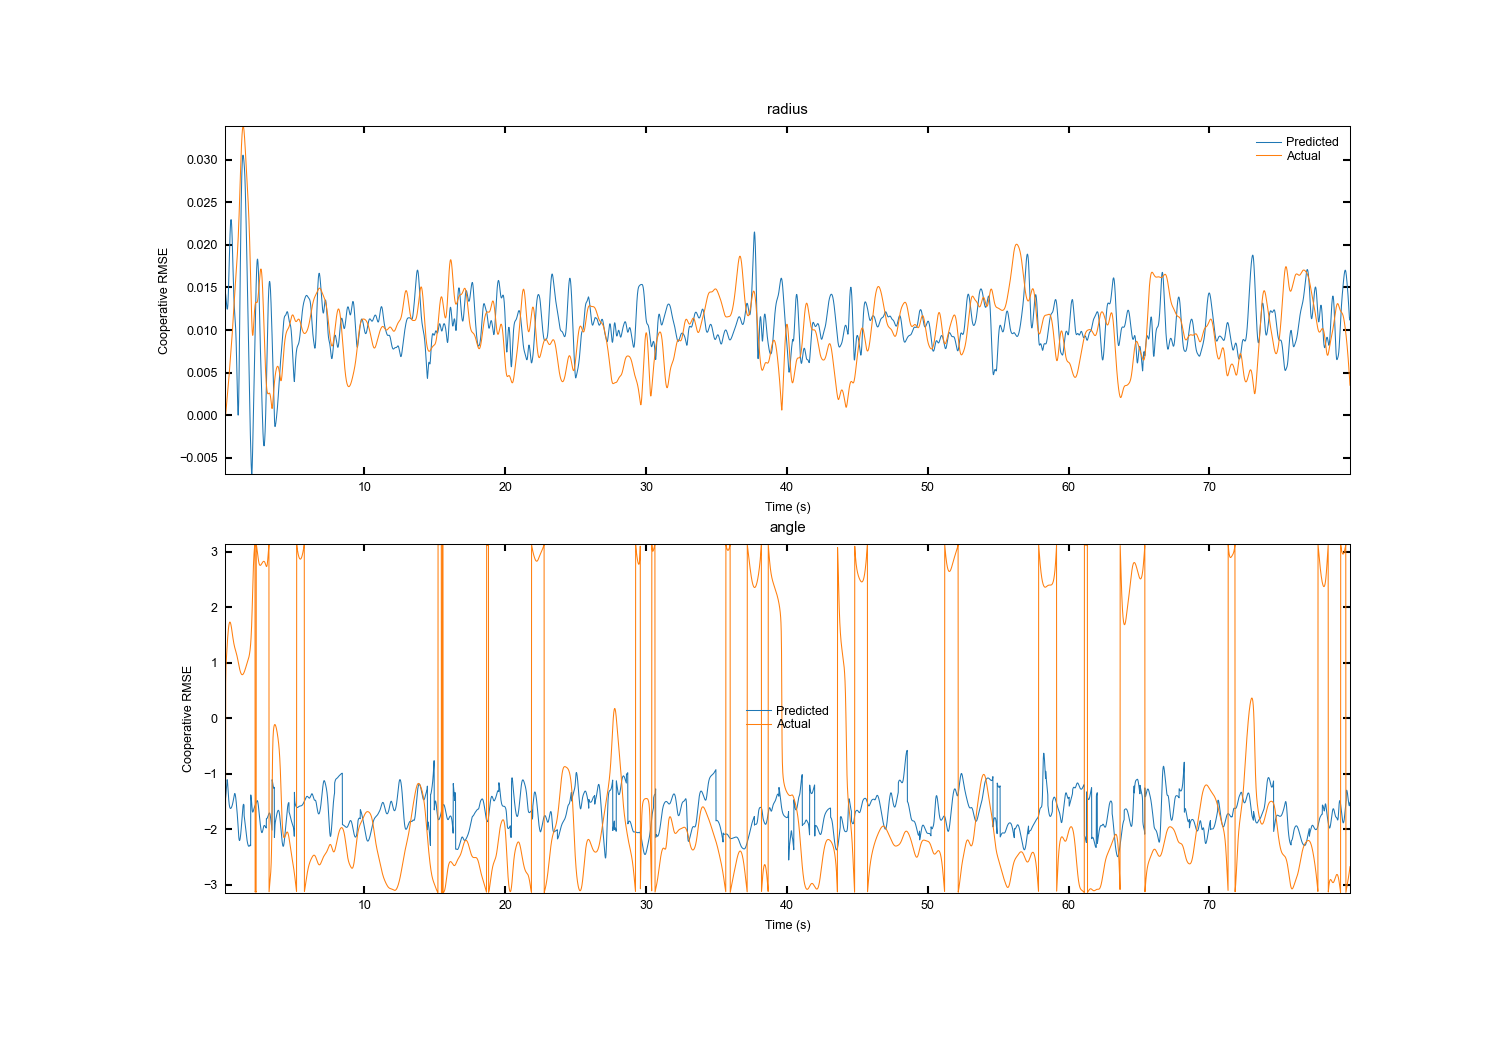 radius
0.030
0.025
0.020
0.015
0.010
0.005
0.000
−0.005
Cooperative RMSE
Predicted
Actual
10 20 30 40 50 60 70
Time (s)
angle
3
2
1
0
−1
−2
−3
Cooperative RMSE
Predicted
Actual
10 20 30 40 50 60 70
Time (s)